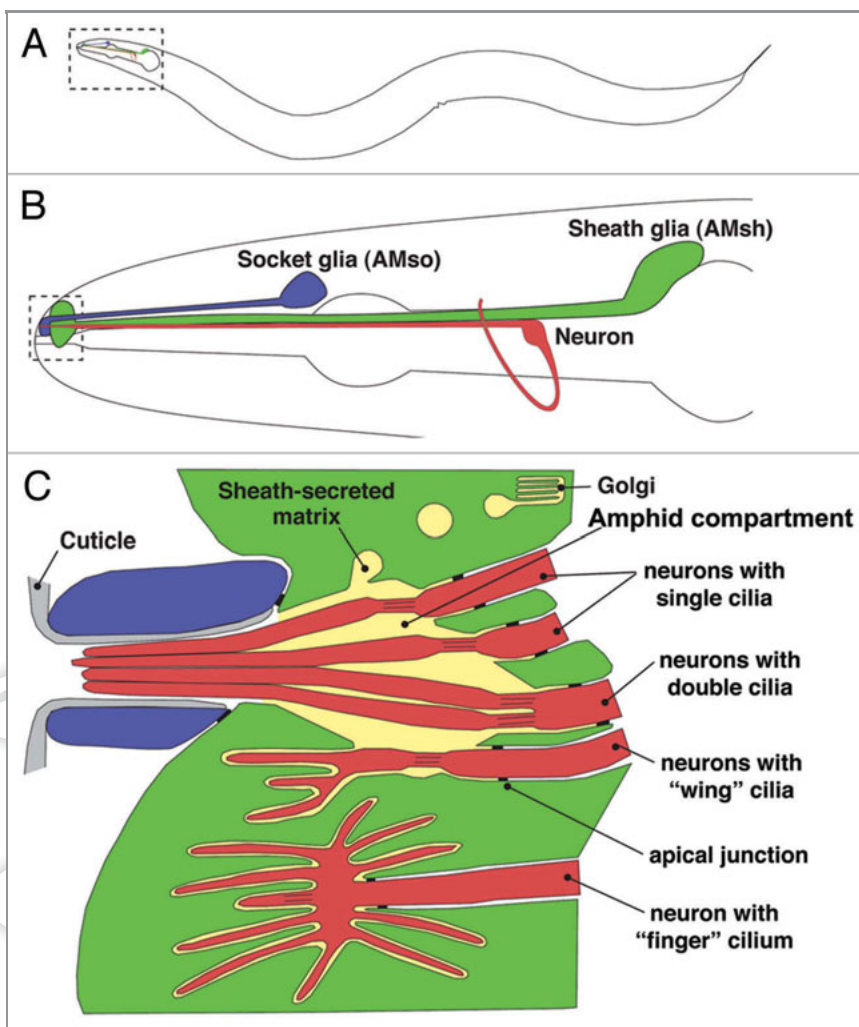 A
B
Socket glia (AMso)
Sheath glia (AMsh)
Neuron
C
Sheath-secreted
matrix
Golgi
Amphid compartment
Cuticle
neurons with
single cilia
neurons with
double cilia
neurons with
“wing” cilia
apical junction
neuron with
“finger” cilium